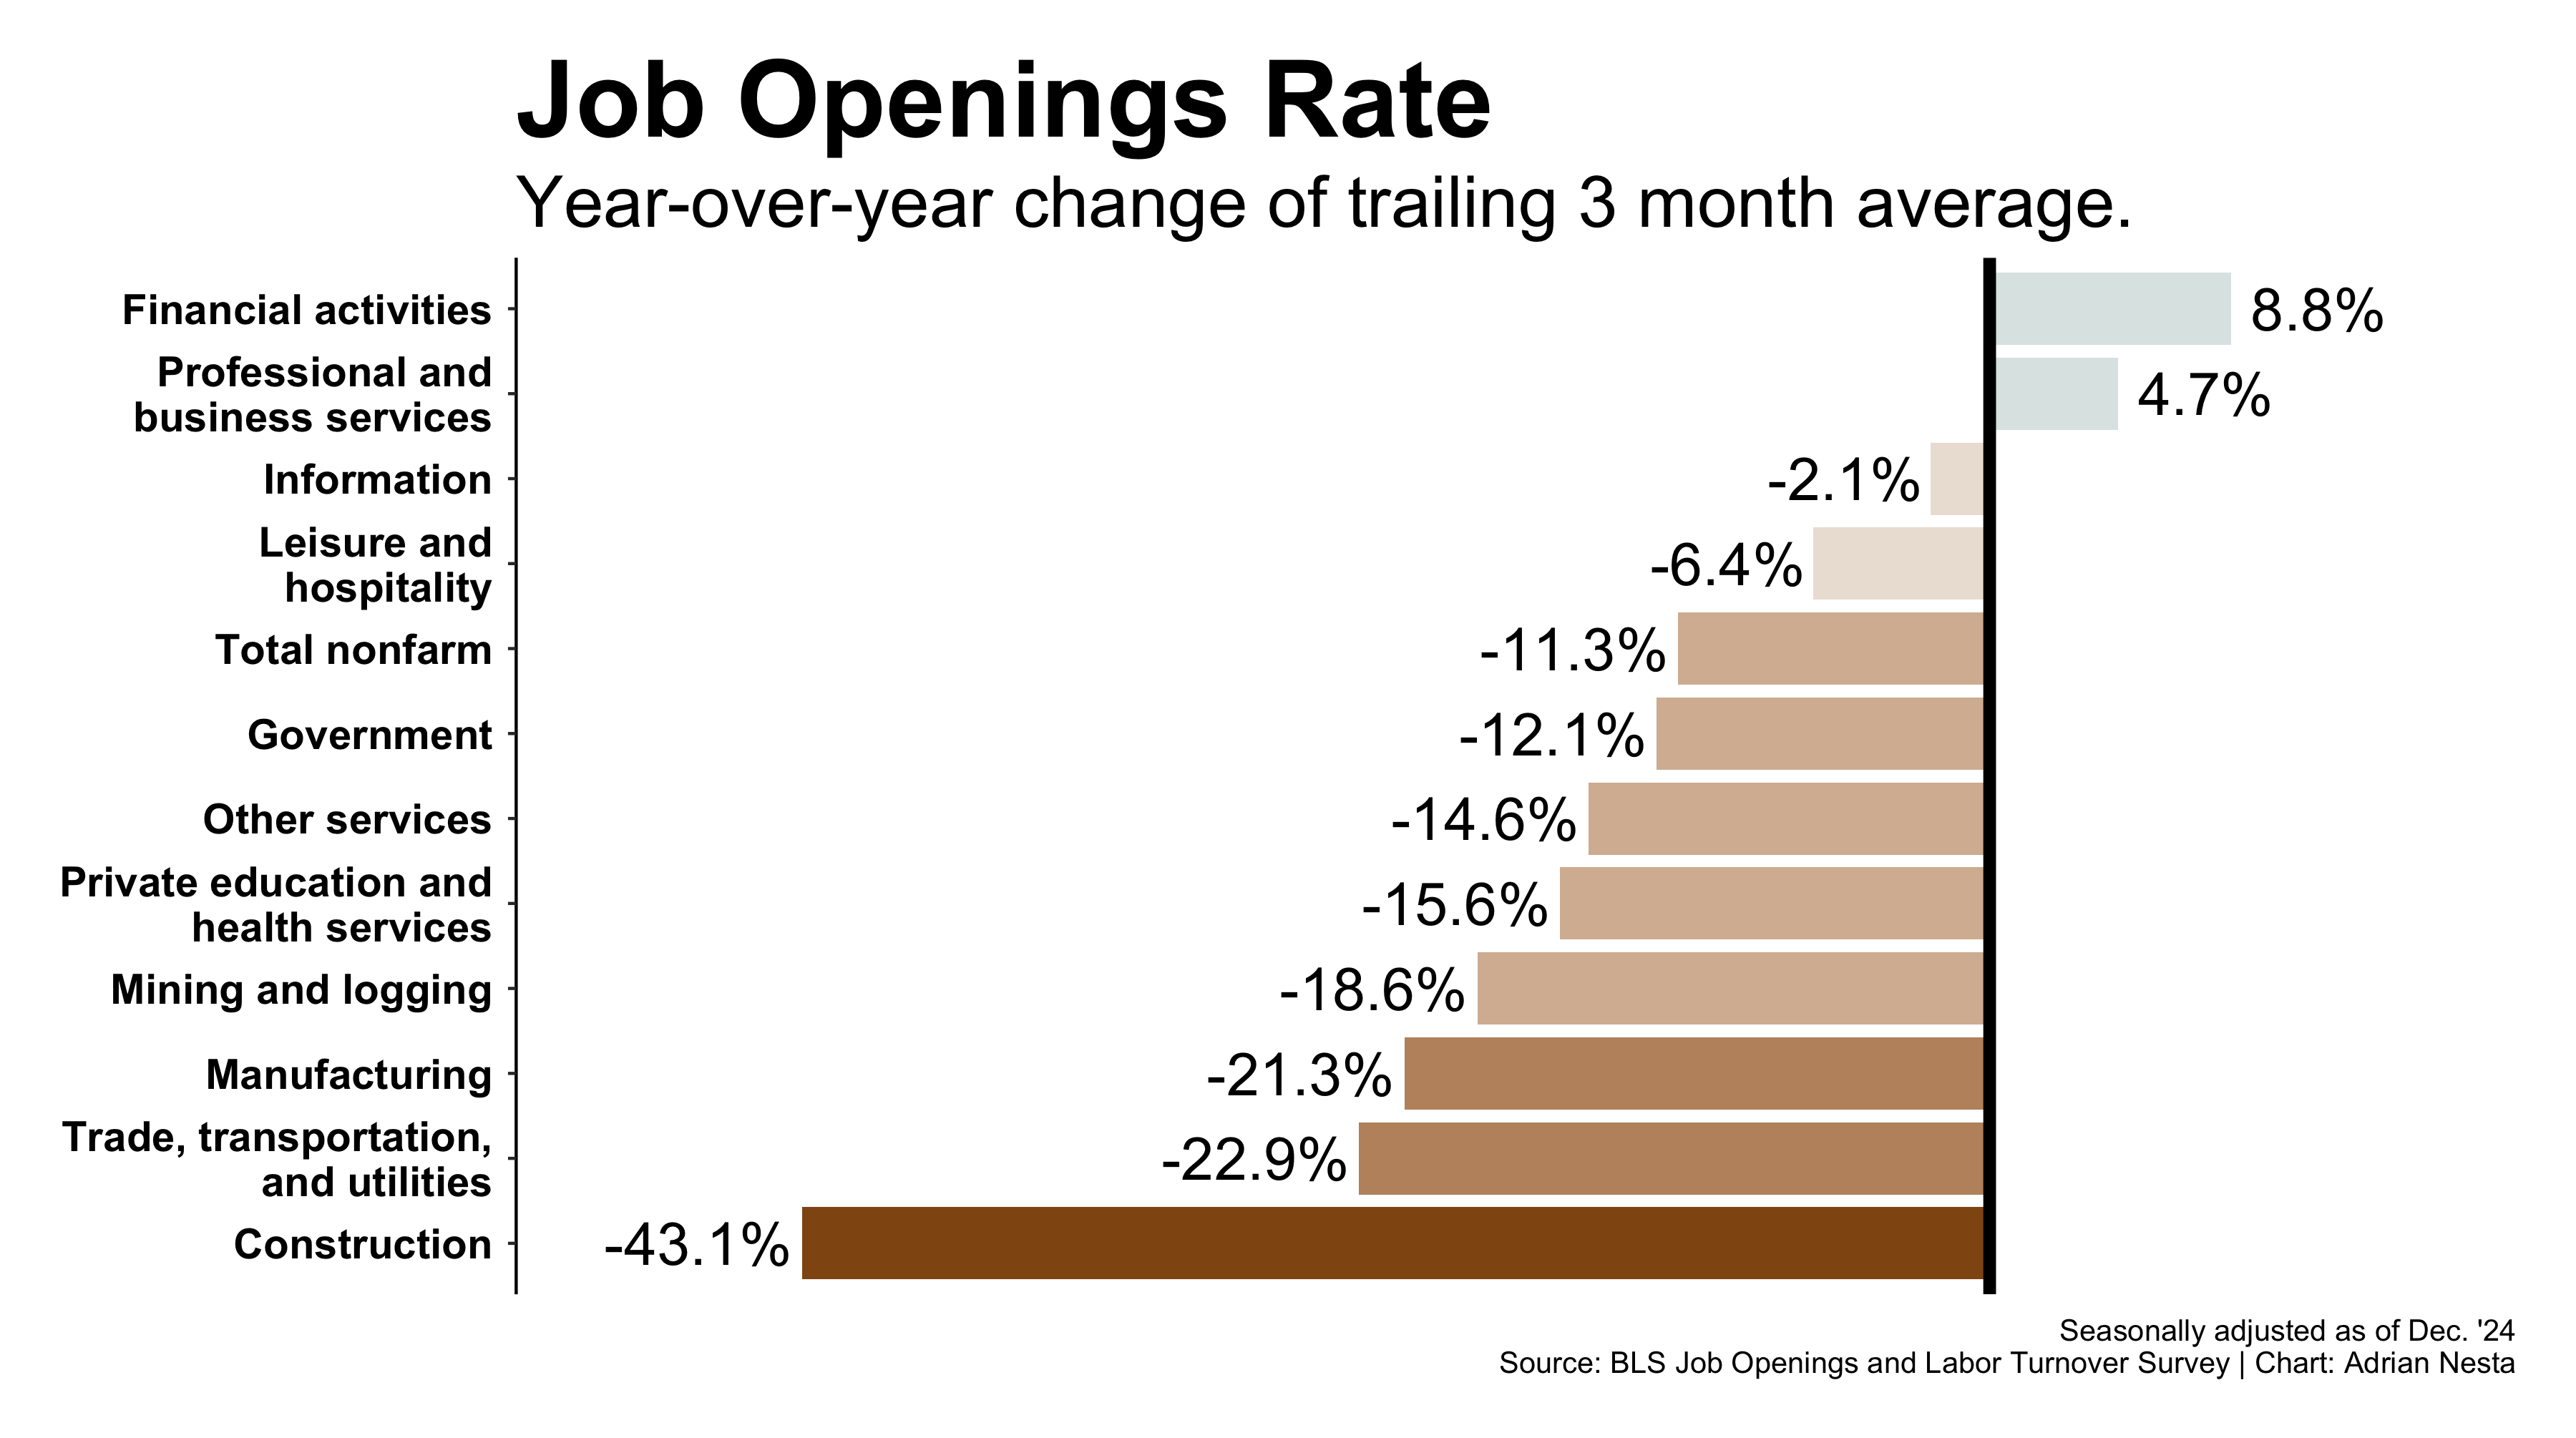 Job Openings Rate
Year-over-year change of trailing 3 month average.
Financial activities
8.8%
Professional and
business services
4.7%
Information
-2.1%
Leisure and
hospitality
-6.4%
Total nonfarm
-11.3%
Government
-12.1%
Other services
-14.6%
Private education and
health services
-15.6%
Mining and logging
-18.6%
Manufacturing
-21.3%
Trade, transportation,
and utilities
-22.9%
Construction
-43.1%
Seasonally adjusted as of Dec. '24
Source: BLS Job Openings and Labor Turnover Survey | Chart: Adrian Nesta